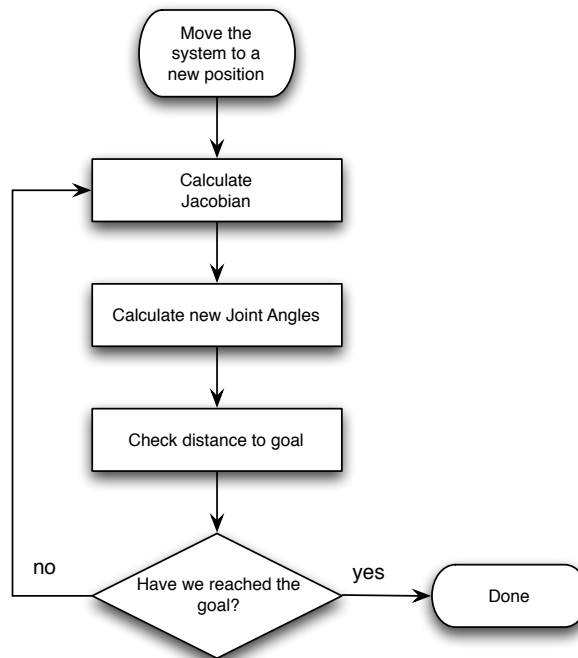 Move the
system to a
new position
Calculate
Jacobian
Calculate new Joint Angles
Check distance to goal
no
Have we reached the
goal?
yes
Done